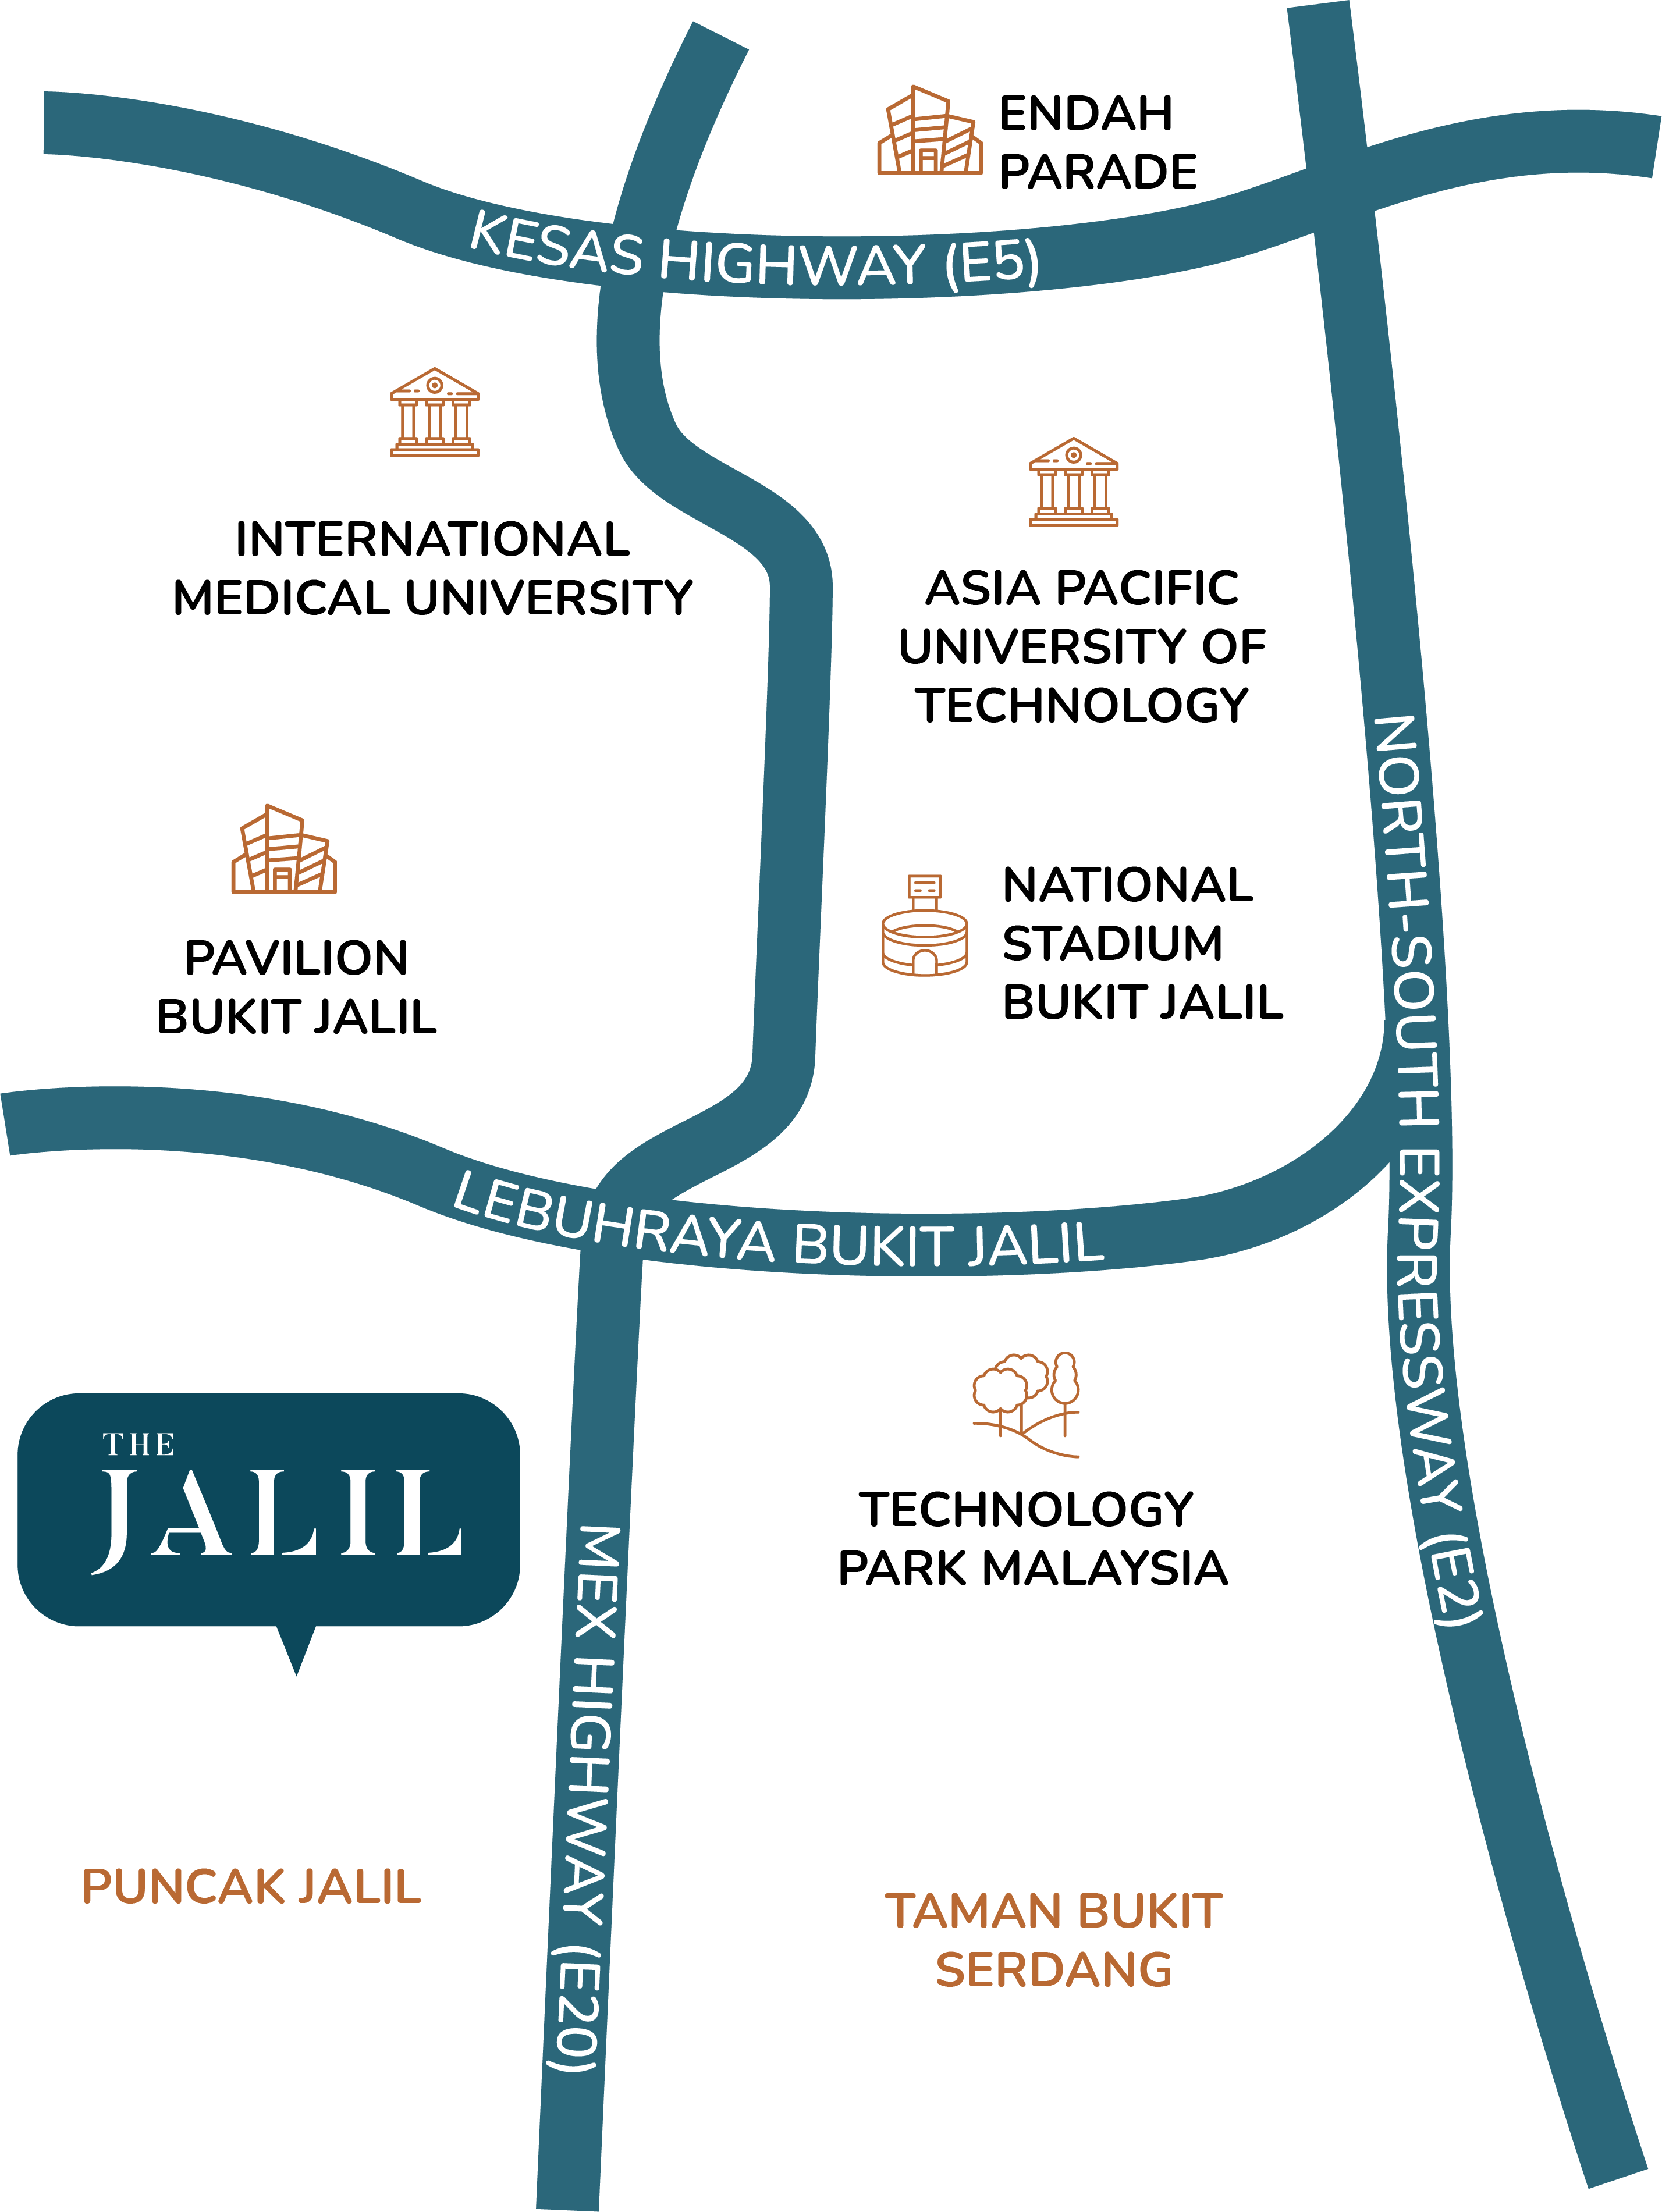 ENDAH
PARADE
KESAS HIGHWAY (E5)
INTERNATIONAL
MEDICAL UNIVERSITY
ASIA PACIFIC
UNIVERSITY OF
TECHNOLOGY
NORTH-SOUTH EXPRESSWAY (E2)
PAVILION
BUKIT JALIL
NATIONAL
STADIUM
BUKIT JALIL
LEBUHRAYA BUKIT JALIL
THE
JALIL
TECHNOLOGY
PARK MALAYSIA
MEX HIGHWAY (E20)
PUNCAK JALIL
TAMAN BUKIT
SERDANG